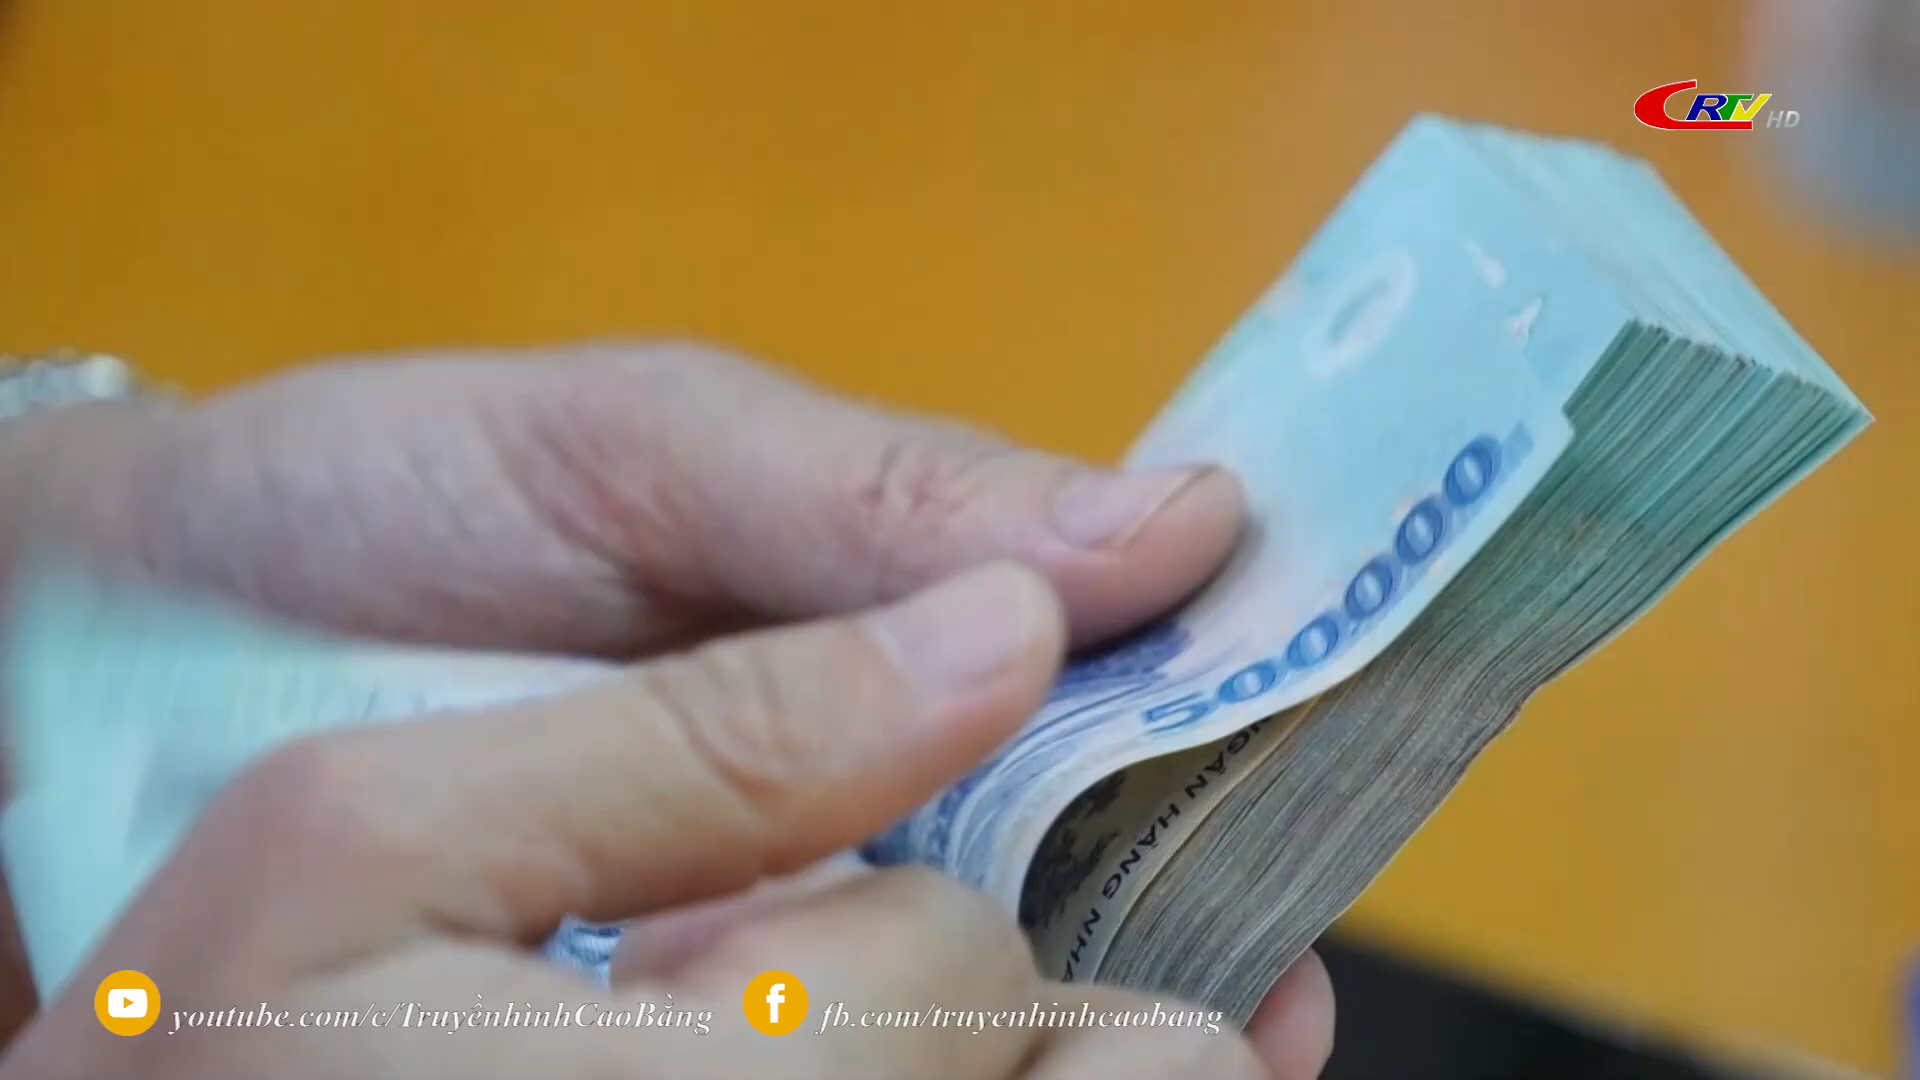 CRTV HD
500000
NGÂN HÀNG NHÀ
youtube.com/c/TruyềnhìnhCaoBằng
fb.com/truyenhinhcaobang